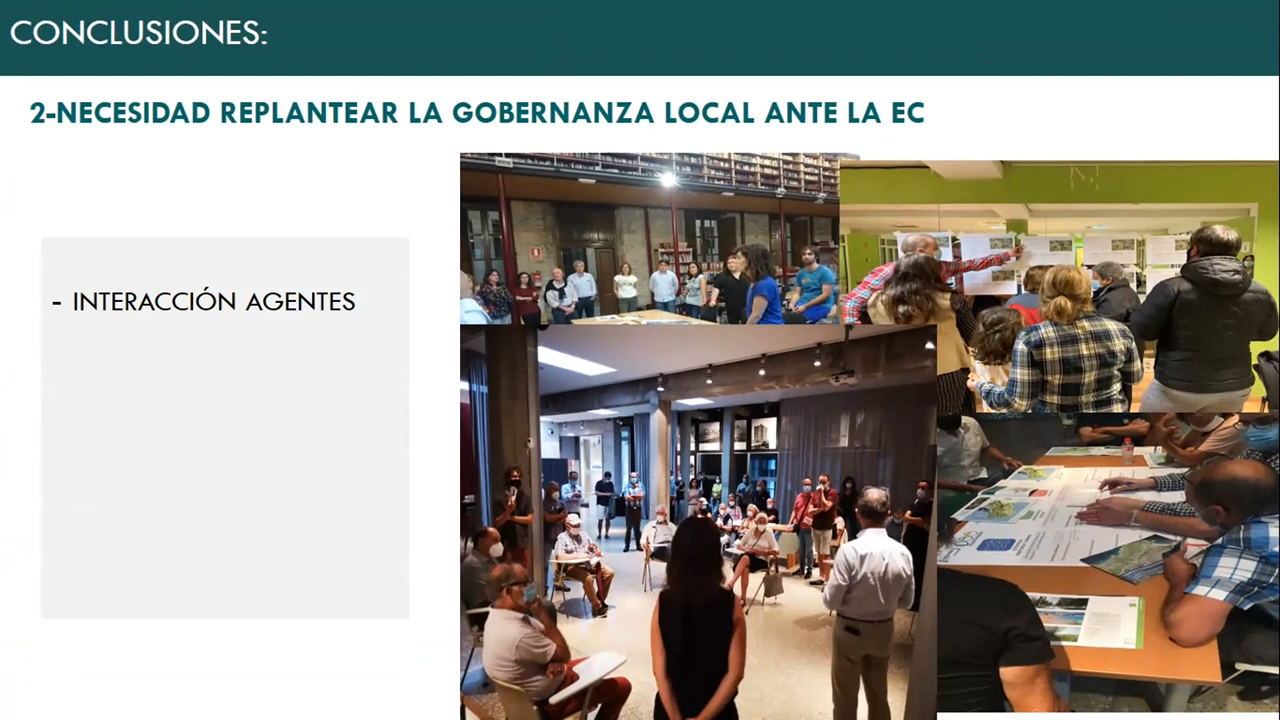 CONCLUSIONES:
2-NECESIDAD REPLANTEAR LA GOBERNANZA LOCAL ANTE LA EC
- INTERACCIÓN AGENTES